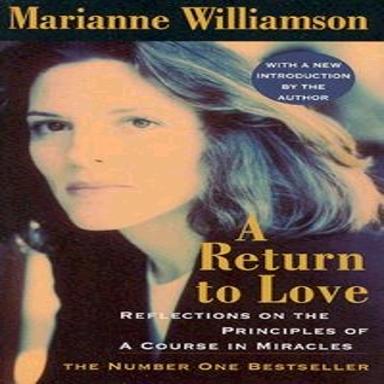 Marianne Williamson
WITH A NEW
INTRODUCTION
BY THE
AUTHOR
A
Return
to Love
REFLECTIONS ON THE
PRINCIPLES OF
A COURSE IN MIRACLES
THE NUMBER ONE BESTSELLER